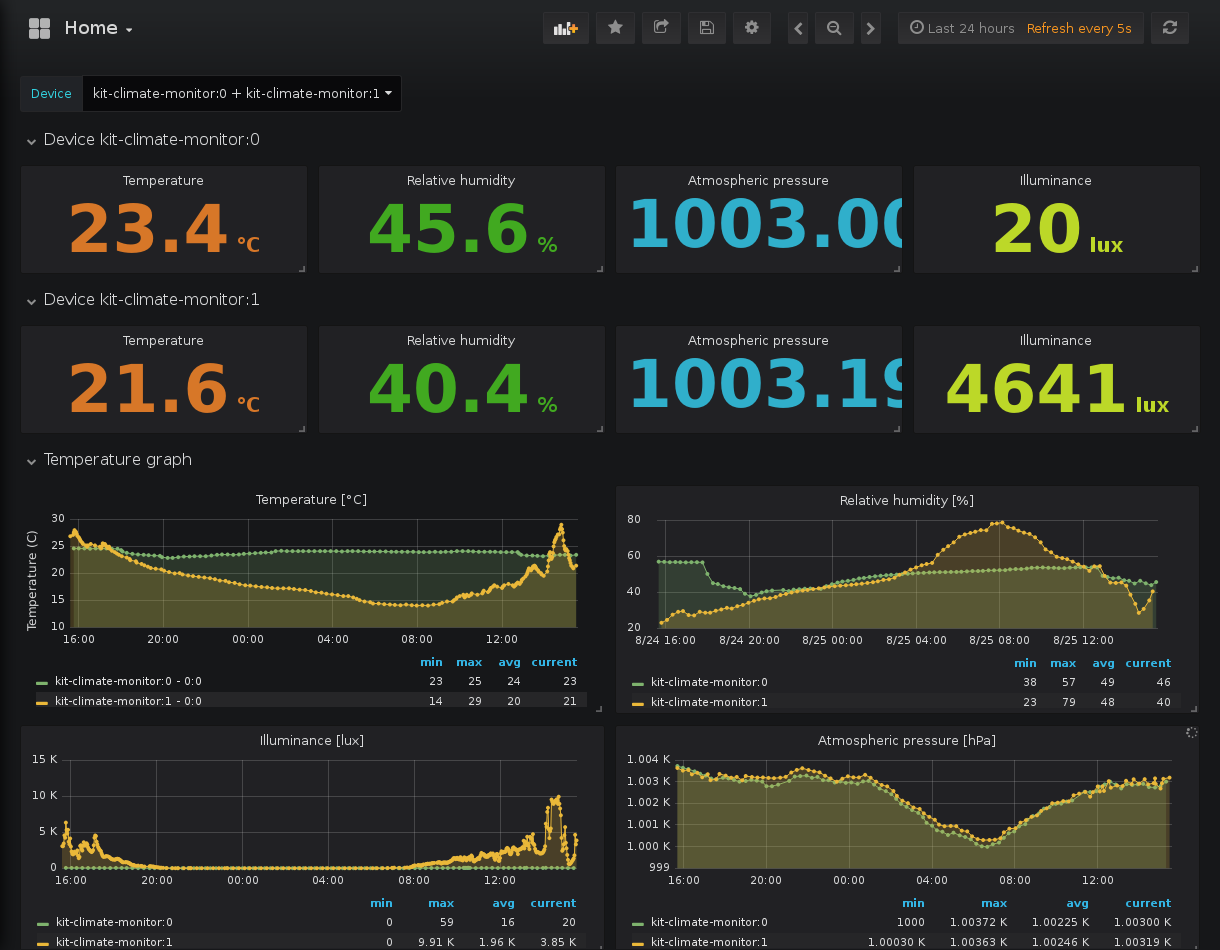 Home
Last 24 hours Refresh every 5s
Device kit-climate-monitor:0 + kit-climate-monitor:1
Device kit-climate-monitor:0
Temperature Relative humidity Atmospheric pressure Illuminance
23.4 °C 45.6 % 1003.00 20 lux
Device kit-climate-monitor:1
Temperature Relative humidity Atmospheric pressure Illuminance
21.6 °C 40.4 % 1003.19 4641 lux
Temperature graph
Temperature [°C]
Temperature (C)
30
25
20
15
10
16:00 20:00 00:00 04:00 08:00 12:00
min max avg current
kit-climate-monitor:0 - 0:0 23 25 24 23
kit-climate-monitor:1 - 0:0 14 29 20 21
Relative humidity [%]
80
60
40
20
8/24 16:00 8/24 20:00 8/25 00:00 8/25 04:00 8/25 08:00 8/25 12:00
min max avg current
kit-climate-monitor:0 38 57 49 46
kit-climate-monitor:1 23 79 48 40
Illuminance [lux]
15 K
10 K
5 K
0
16:00 20:00 00:00 04:00 08:00 12:00
min max avg current
kit-climate-monitor:0 0 59 16 20
kit-climate-monitor:1 0 9.91 K 1.96 K 3.85 K
Atmospheric pressure [hPa]
1.004 K
1.003 K
1.002 K
1.001 K
1.000 K
999
16:00 20:00 00:00 04:00 08:00 12:00
min max avg current
kit-climate-monitor:0 1000 1.00372 K 1.00225 K 1.00300 K
kit-climate-monitor:1 1.00030 K 1.00363 K 1.00246 K 1.00319 K